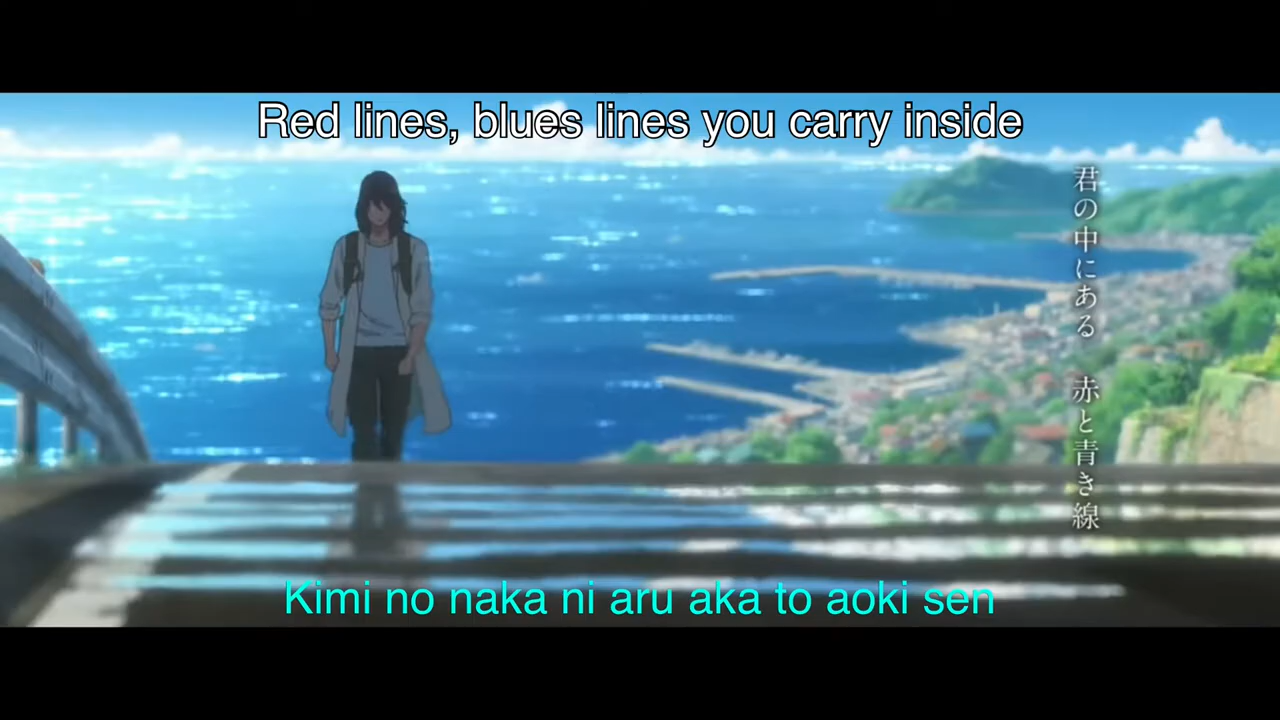 Red lines, blues lines you carry inside
君の中にある　赤と青き線
Kimi no naka ni aru aka to aoki sen